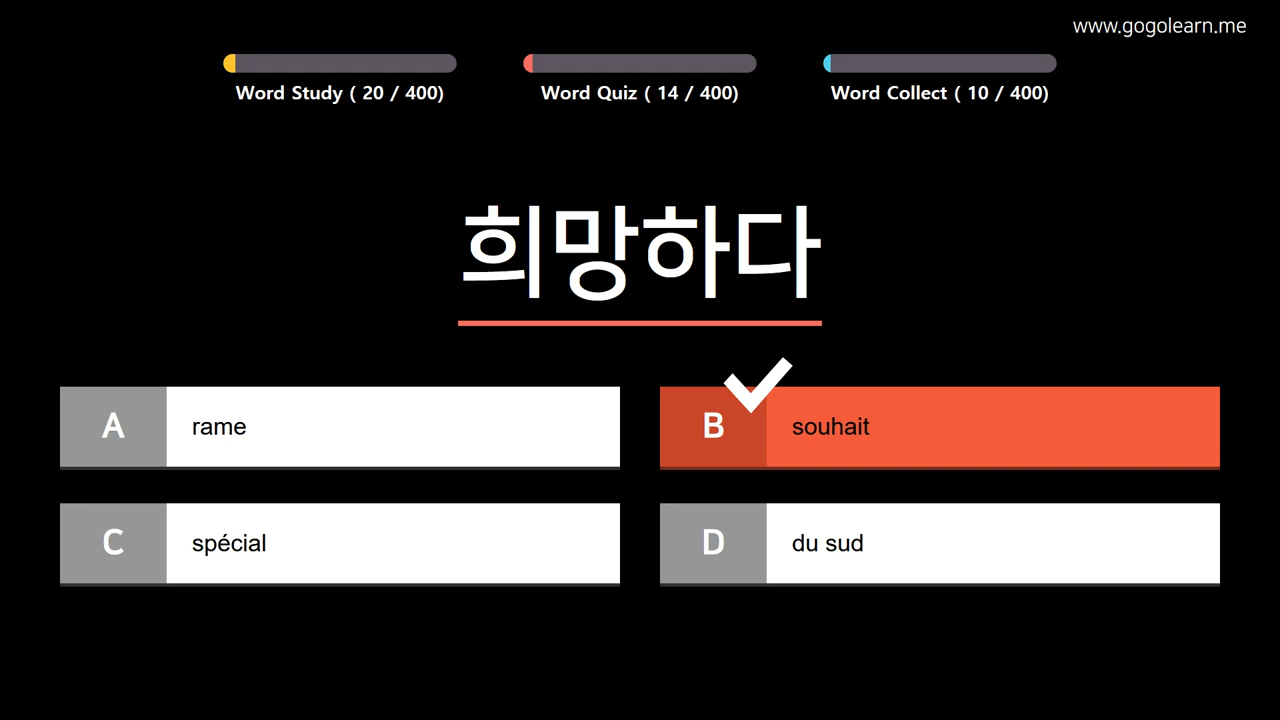 www.gogolearn.me
Word Study ( 20 / 400)
Word Quiz ( 14 / 400)
Word Collect ( 10 / 400)
희망하다
A rame
B souhait
C spécial
D du sud